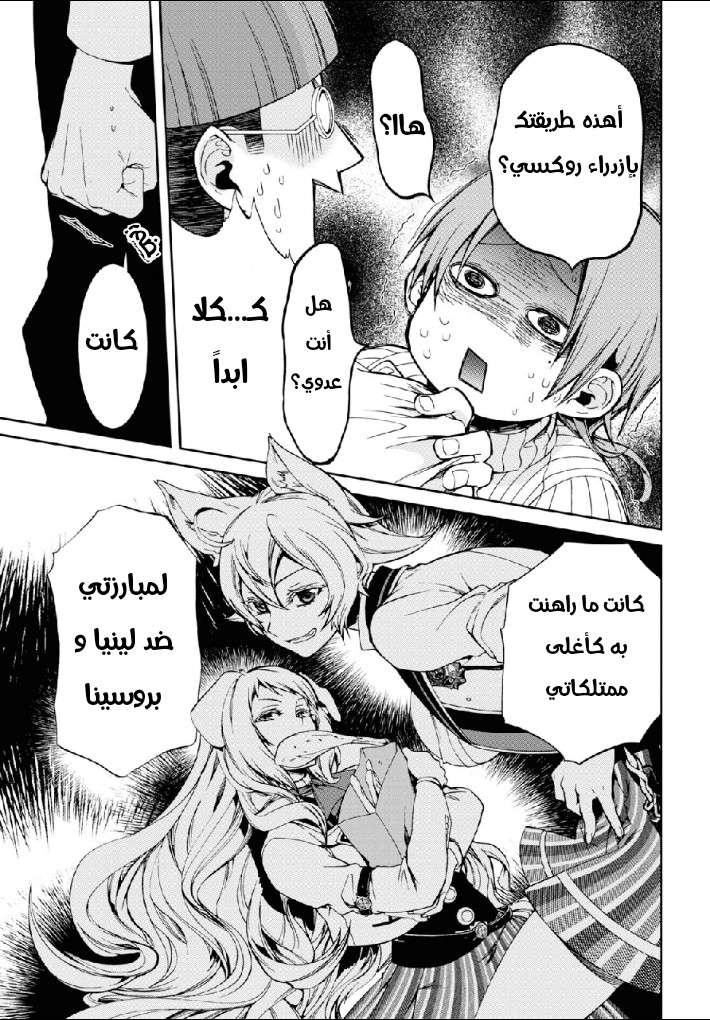 أهذه طريقتك
بإزدراء روكسي؟
هاا؟
هل
أنت
عدوي؟
كـ...كلا
ابداً
ضم
كانت
كانت ما راهنت
به كأغلى
ممتلكاتي
لمبارزتي
ضد لينيا و
بروسينا